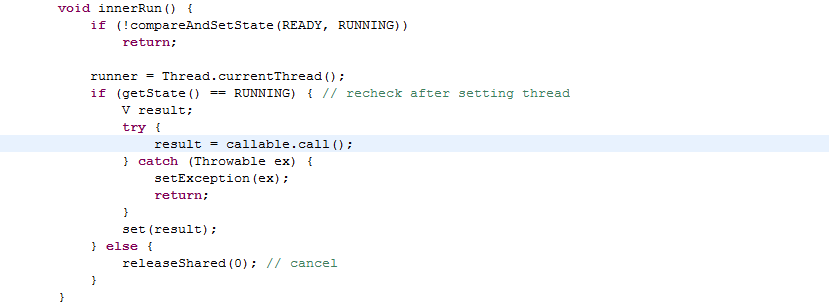 void innerRun() {
    if (!compareAndSetState(READY, RUNNING))
        return;

    runner = Thread.currentThread();
    if (getState() == RUNNING) { // recheck after setting thread
        V result;
        try {
            result = callable.call();
        } catch (Throwable ex) {
            setException(ex);
            return;
        }
        set(result);
    } else {
        releaseShared(0); // cancel
    }
}